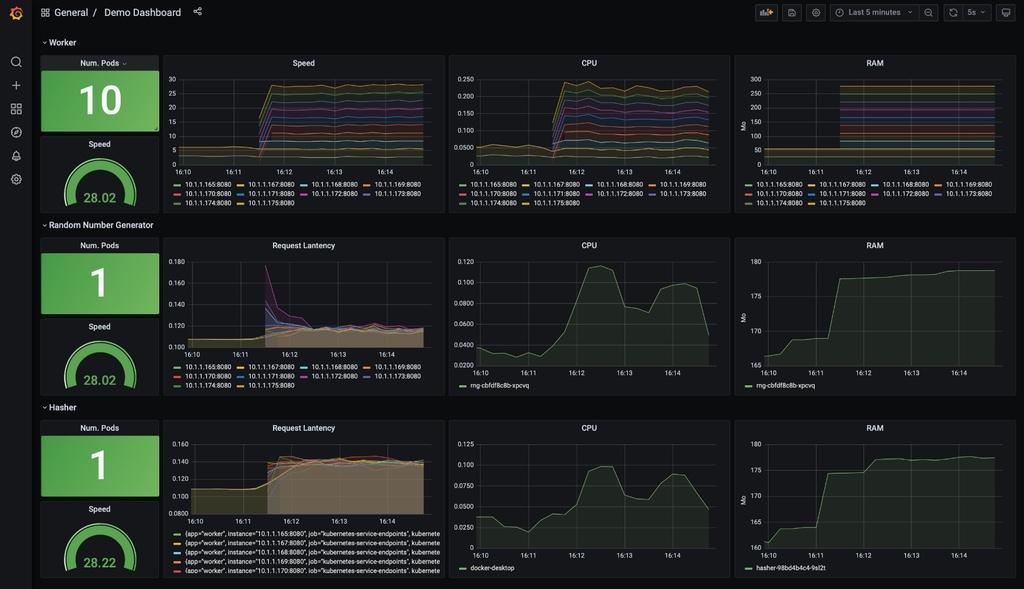 General / Demo Dashboard
Last 5 minutes
5s
Worker
Num. Pods
10
Speed
28.02
Speed
30
25
20
15
10
5
0
16:10 16:11 16:12 16:13 16:14
10.1.1.165:8080 10.1.1.167:8080 10.1.1.168:8080 10.1.1.169:8080
10.1.1.170:8080 10.1.1.171:8080 10.1.1.172:8080 10.1.1.173:8080
10.1.1.174:8080 10.1.1.175:8080
CPU
0.250
0.200
0.150
0.100
0.0500
0
16:10 16:11 16:12 16:13 16:14
10.1.1.165:8080 10.1.1.167:8080 10.1.1.168:8080 10.1.1.169:8080
10.1.1.170:8080 10.1.1.171:8080 10.1.1.172:8080 10.1.1.173:8080
10.1.1.174:8080 10.1.1.175:8080
RAM
Mo
300
250
200
150
100
50
0
16:10 16:11 16:12 16:13 16:14
10.1.1.165:8080 10.1.1.167:8080 10.1.1.168:8080 10.1.1.169:8080
10.1.1.170:8080 10.1.1.171:8080 10.1.1.172:8080 10.1.1.173:8080
10.1.1.174:8080 10.1.1.175:8080
Random Number Generator
Num. Pods
1
Speed
28.02
Request Lantency
0.180
0.160
0.140
0.120
0.100
16:10 16:11 16:12 16:13 16:14
10.1.1.165:8080 10.1.1.167:8080 10.1.1.168:8080 10.1.1.169:8080
10.1.1.170:8080 10.1.1.171:8080 10.1.1.172:8080 10.1.1.173:8080
10.1.1.174:8080 10.1.1.175:8080
CPU
0.120
0.100
0.0800
0.0600
0.0400
0.0200
16:10 16:11 16:12 16:13 16:14
rng-cbfdf8c8b-xpcvq
RAM
Mo
180
175
170
165
16:10 16:11 16:12 16:13 16:14
rng-cbfdf8c8b-xpcvq
Hasher
Num. Pods
1
Speed
28.22
Request Lantency
0.160
0.140
0.120
0.100
0.0800
16:10 16:11 16:12 16:13 16:14
{app="worker", instance="10.1.1.165:8080", job="kubernetes-service-endpoints", kubernete
{app="worker", instance="10.1.1.167:8080", job="kubernetes-service-endpoints", kubernete
{app="worker", instance="10.1.1.168:8080", job="kubernetes-service-endpoints", kubernete
{app="worker", instance="10.1.1.169:8080", job="kubernetes-service-endpoints", kubernete
{app="worker", instance="10.1.1.170:8080", job="kubernetes-service-endpoints", kubernete
CPU
0.125
0.100
0.0750
0.0500
0.0250
0
16:10 16:11 16:12 16:13 16:14
docker-desktop
RAM
Mo
180
175
170
165
160
16:10 16:11 16:12 16:13 16:14
hasher-98bd4b4c4-9sl2t